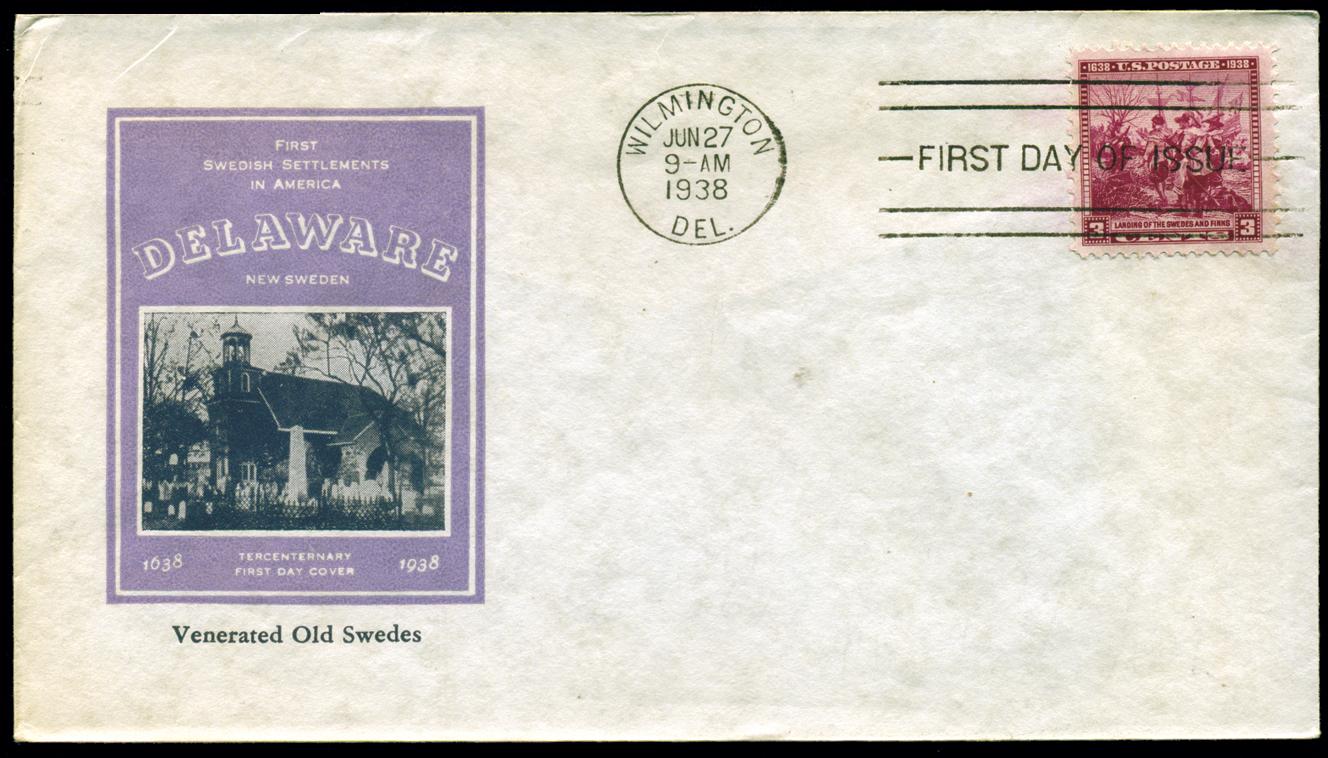 FIRST
SWEDISH SETTLEMENTS
IN AMERICA
DELAWARE
NEW SWEDEN
1638
TERCENTERNARY
FIRST DAY COVER
1938
Venerated Old Swedes
WILMINGTON
JUN 27
9-AM
1938
DEL.
FIRST DAY OF ISSUE
1638 · U.S. POSTAGE · 1938
LANDING OF THE SWEDES AND FINNS
3 CENTS 3